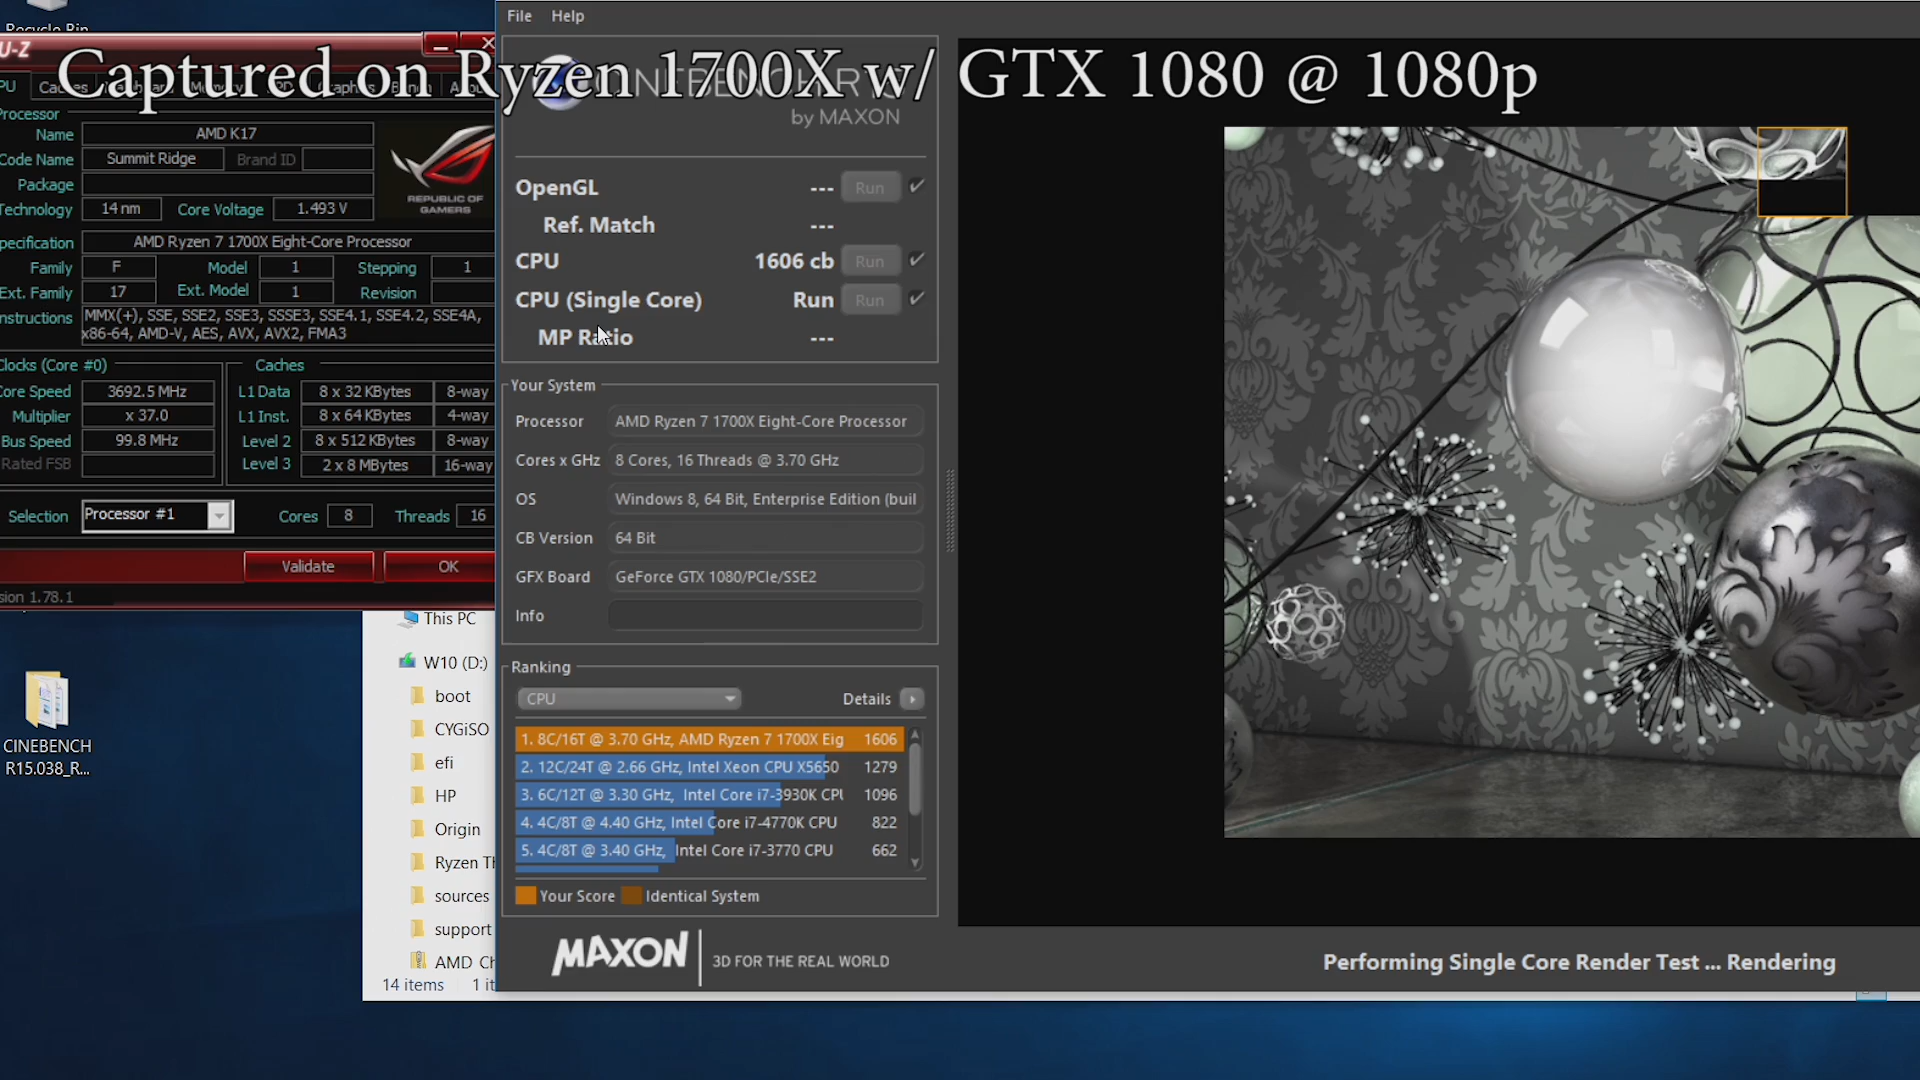 Recycle Bin
File Help
U-Z
Captured on Ryzen 1700X w/ GTX 1080 @ 1080p
by MAXON
Processor
Name AMD K17
Code Name Summit Ridge Brand ID
Package
Technology 14 nm Core Voltage 1.493 V
REPUBLIC OF
GAMERS
Specification AMD Ryzen 7 1700X Eight-Core Processor
Family F Model 1 Stepping 1
Ext. Family 17 Ext. Model 1 Revision
Instructions MMX(+), SSE, SSE2, SSE3, SSSE3, SSE4.1, SSE4.2, SSE4A,
x86-64, AMD-V, AES, AVX, AVX2, FMA3
Clocks (Core #0) Caches
Core Speed 3692.5 MHz L1 Data 8 x 32 KBytes 8-way
Multiplier x 37.0 L1 Inst. 8 x 64 KBytes 4-way
Bus Speed 99.8 MHz Level 2 8 x 512 KBytes 8-way
Rated FSB Level 3 2 x 8 MBytes 16-way
Selection Processor #1 Cores 8 Threads 16
Validate OK
sion 1.78.1
OpenGL --- Run
Ref. Match ---
CPU 1606 cb Run
CPU (Single Core) Run Run
MP Ratio ---
Your System
Processor AMD Ryzen 7 1700X Eight-Core Processor
Cores x GHz 8 Cores, 16 Threads @ 3.70 GHz
OS Windows 8, 64 Bit, Enterprise Edition (buil
CB Version 64 Bit
GFX Board GeForce GTX 1080/PCIe/SSE2
Info
Ranking
CPU Details
1. 8C/16T @ 3.70 GHz, AMD Ryzen 7 1700X Eig 1606
2. 12C/24T @ 2.66 GHz, Intel Xeon CPU X5650 1279
3. 6C/12T @ 3.30 GHz, Intel Core i7-3930K CPU 1096
4. 4C/8T @ 4.40 GHz, Intel Core i7-4770K CPU 822
5. 4C/8T @ 3.40 GHz, Intel Core i7-3770 CPU 662
Your Score Identical System
MAXON 3D FOR THE REAL WORLD
Performing Single Core Render Test ... Rendering
This PC
W10 (D:)
boot
CYGiSO
efi
HP
Origin
Ryzen Th
sources
support
AMD Ch
14 items 1 it
CINEBENCH
R15.038_R...